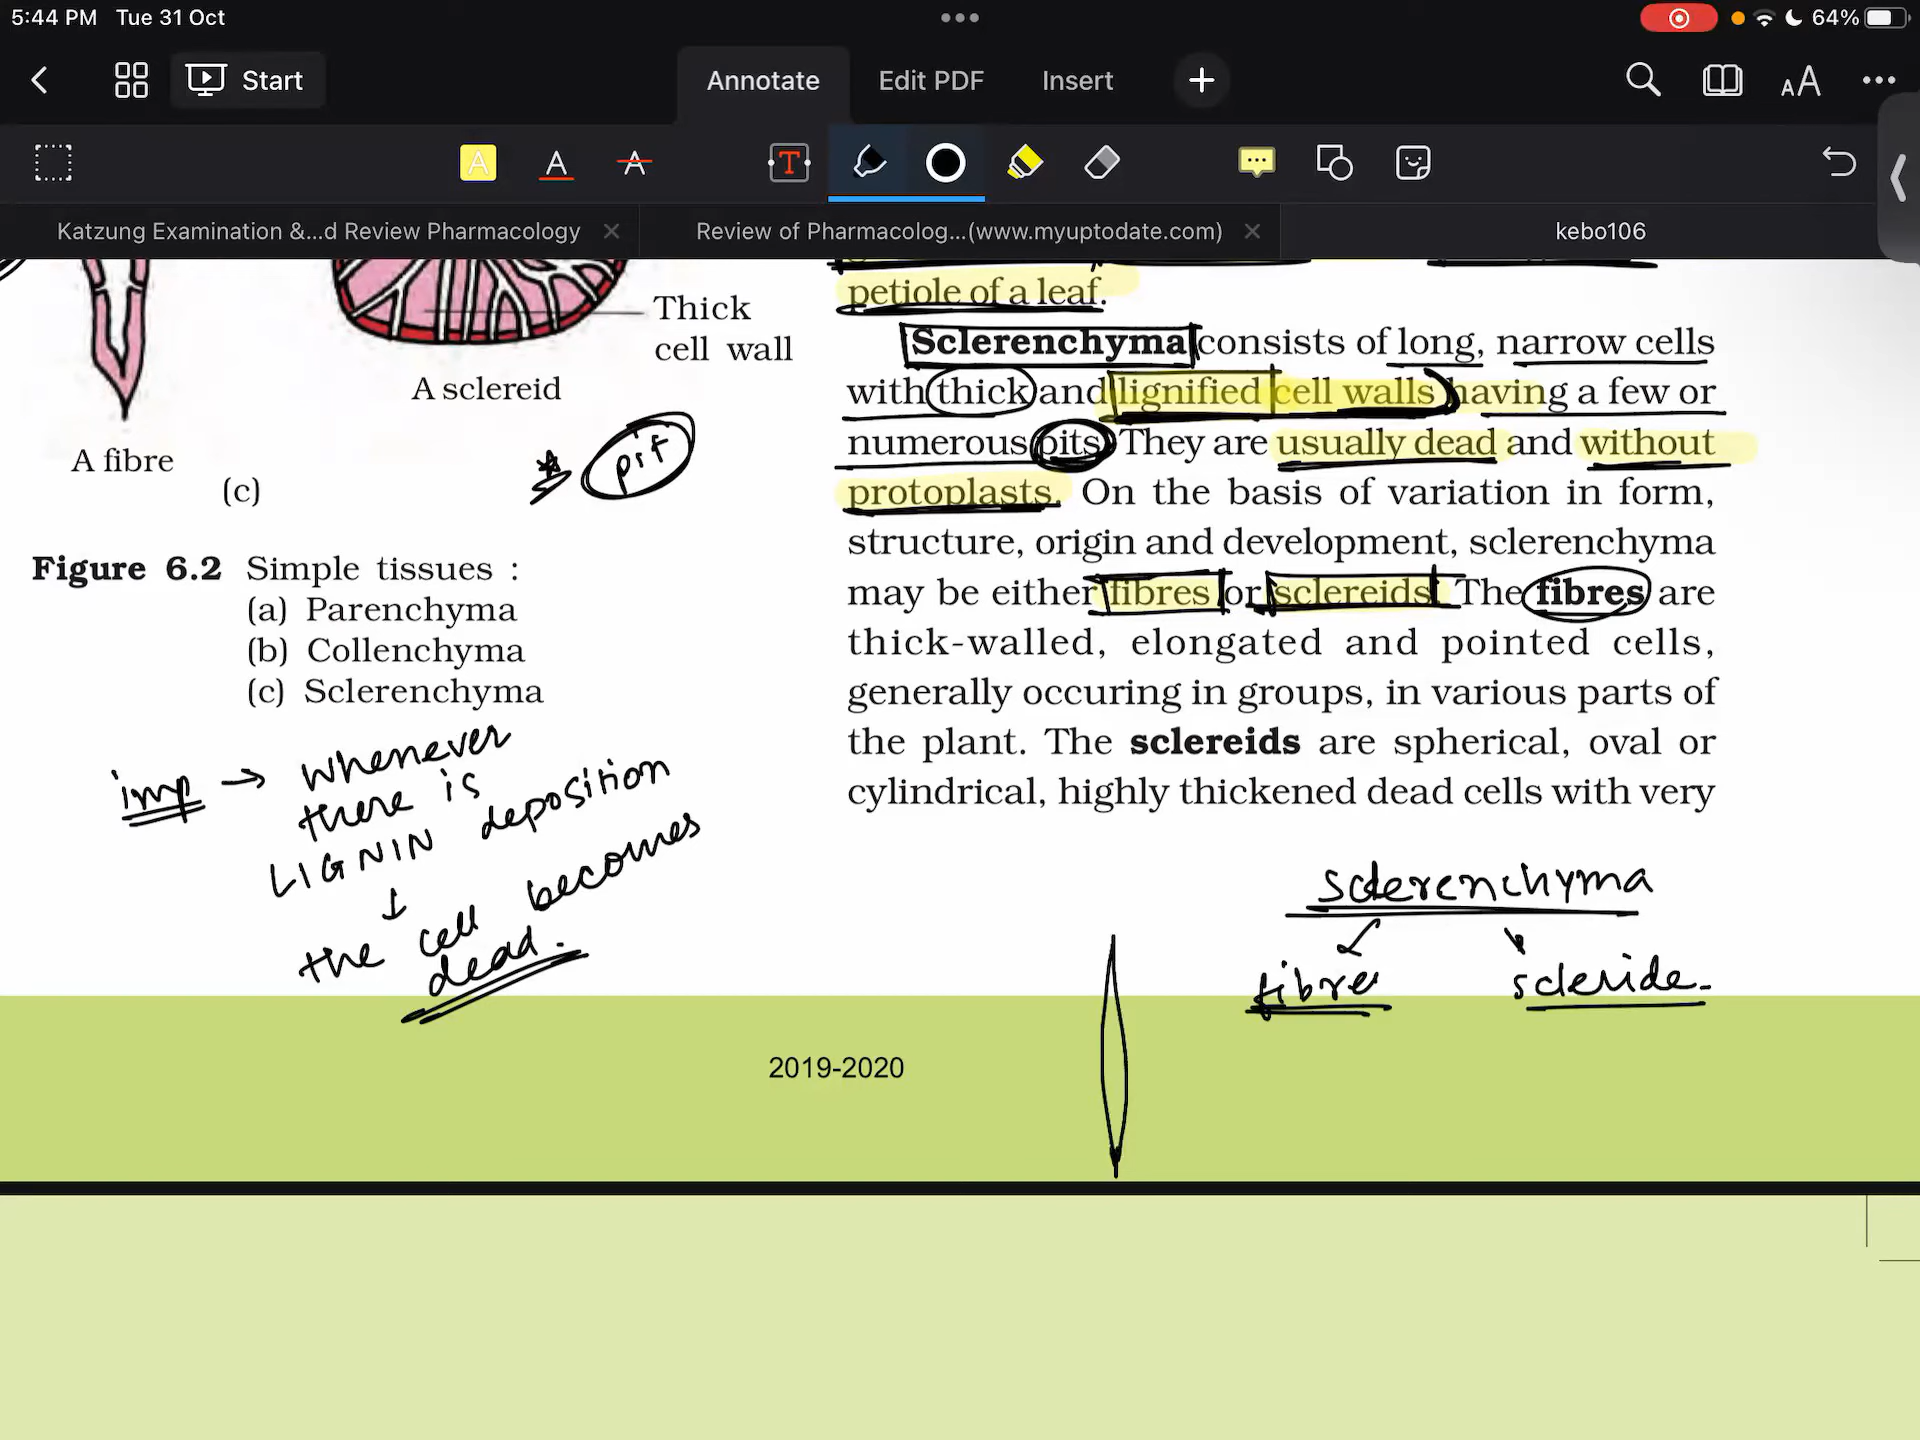 5:44 PM Tue 31 Oct
64%
Start
Annotate
Edit PDF
Insert
AA
Katzung Examination &...d Review Pharmacology
Review of Pharmacolog...(www.myuptodate.com)
kebo106
Thick
cell wall
A sclereid
A fibre
(c)
pit
Figure 6.2 Simple tissues :
(a) Parenchyma
(b) Collenchyma
(c) Sclerenchyma
imp → Whenever
there is
LIGNIN deposition
↓
the cell becomes
dead.
petiole of a leaf.
Sclerenchyma consists of long, narrow cells
with thick and lignified cell walls having a few or
numerous pits. They are usually dead and without
protoplasts. On the basis of variation in form,
structure, origin and development, sclerenchyma
may be either fibres or sclereids. The fibres are
thick-walled, elongated and pointed cells,
generally occuring in groups, in various parts of
the plant. The sclereids are spherical, oval or
cylindrical, highly thickened dead cells with very
sclerenchyma
fibre scleride
2019-2020